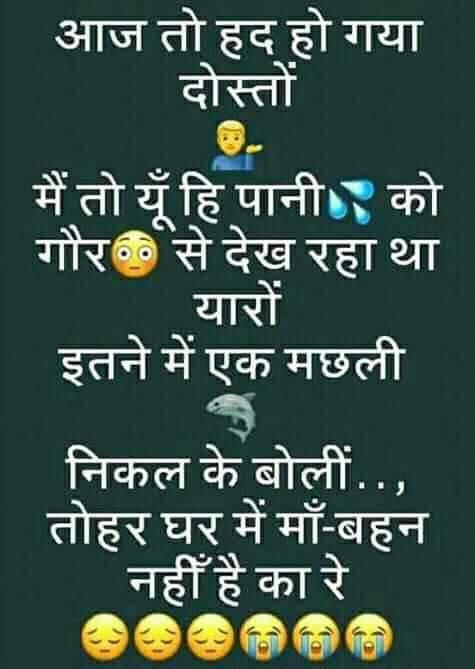 आज तो हद हो गया
दोस्तों
💁‍♂️
मैं तो यूँ हि पानी💦 को
गौर😳 से देख रहा था
यारों
इतने में एक मछली
🦈
निकल के बोलीं..,
तोहर घर में माँ-बहन
नहीँ है का रे
😔😔😔😭😭😭